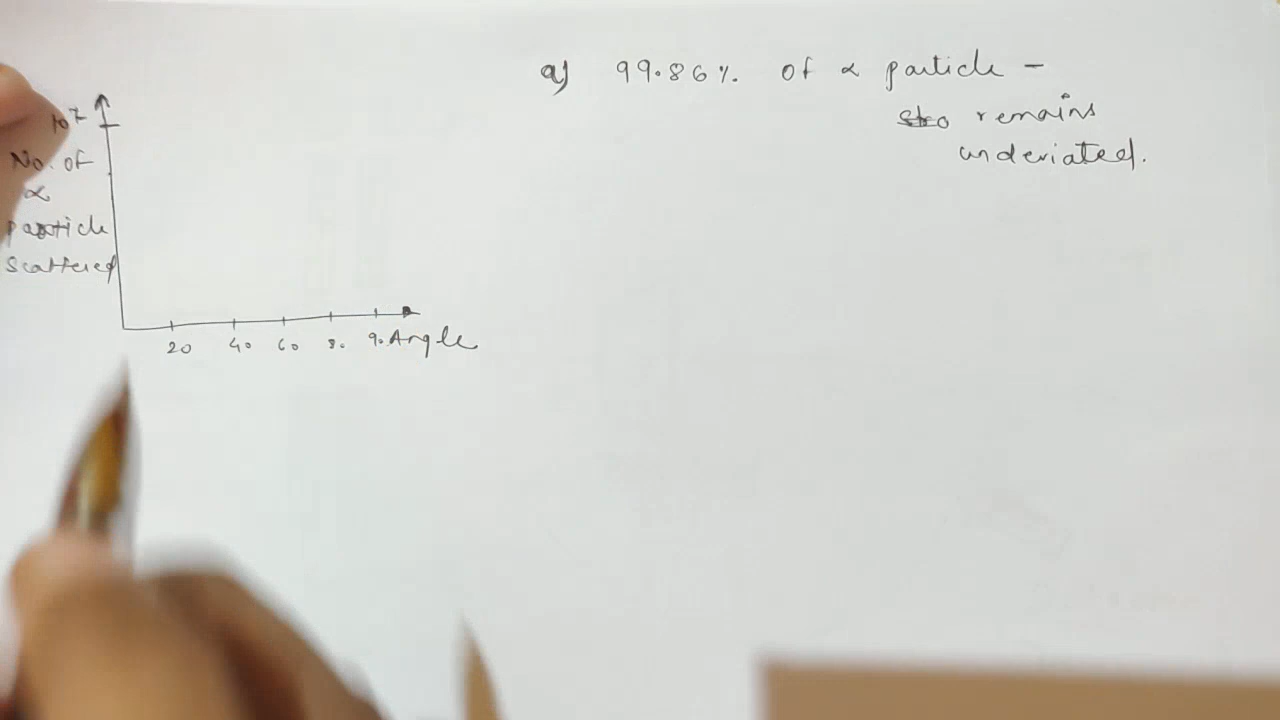 a) 99.86% of α particle -
sto remains
undeviated.
10⁷
No. of
α
particle
scattered
20 40 60 80 90 Angle